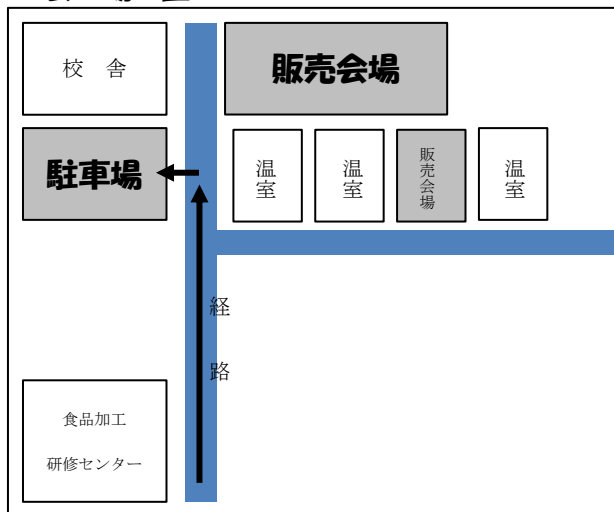 校　舎
販売会場
駐車場
温室
温室
販売会場
温室
経路
食品加工
研修センター